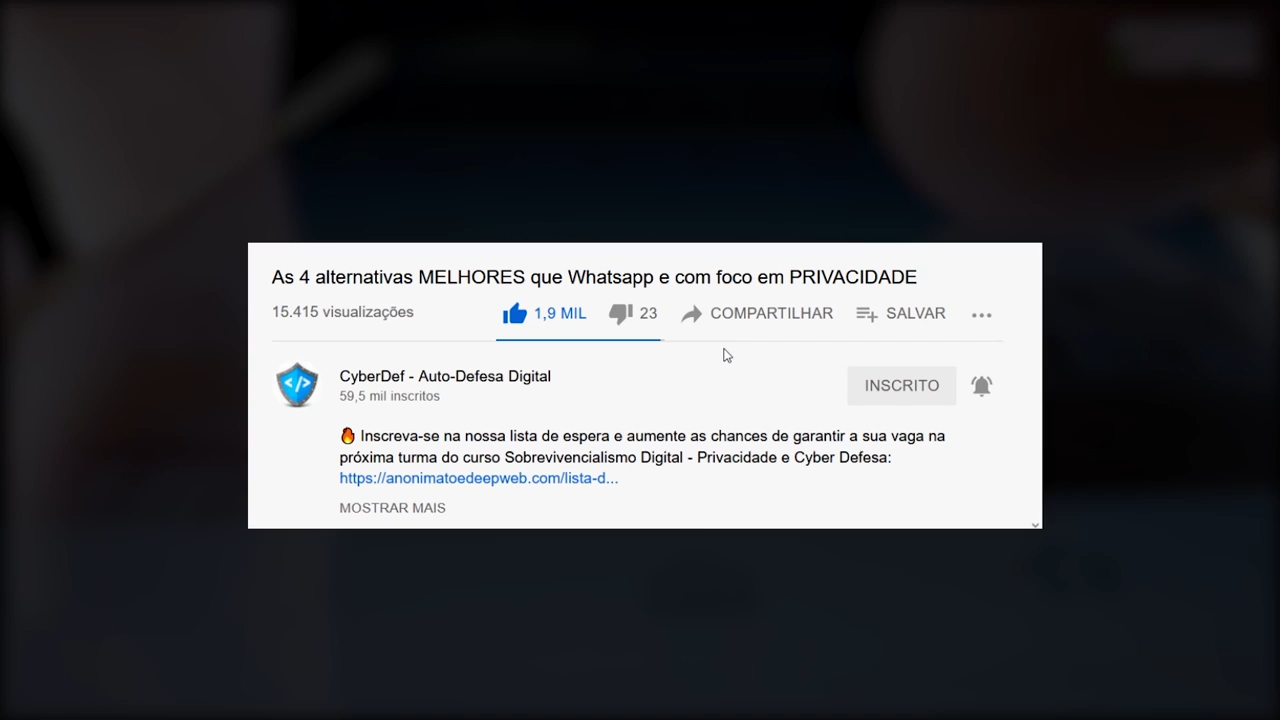 As 4 alternativas MELHORES que Whatsapp e com foco em PRIVACIDADE
15.415 visualizações 1,9 MIL 23 COMPARTILHAR SALVAR
</> CyberDef - Auto-Defesa Digital
59,5 mil inscritos INSCRITO
Inscreva-se na nossa lista de espera e aumente as chances de garantir a sua vaga na
próxima turma do curso Sobrevivencialismo Digital - Privacidade e Cyber Defesa:
https://anonimatoedeepweb.com/lista-d...
MOSTRAR MAIS